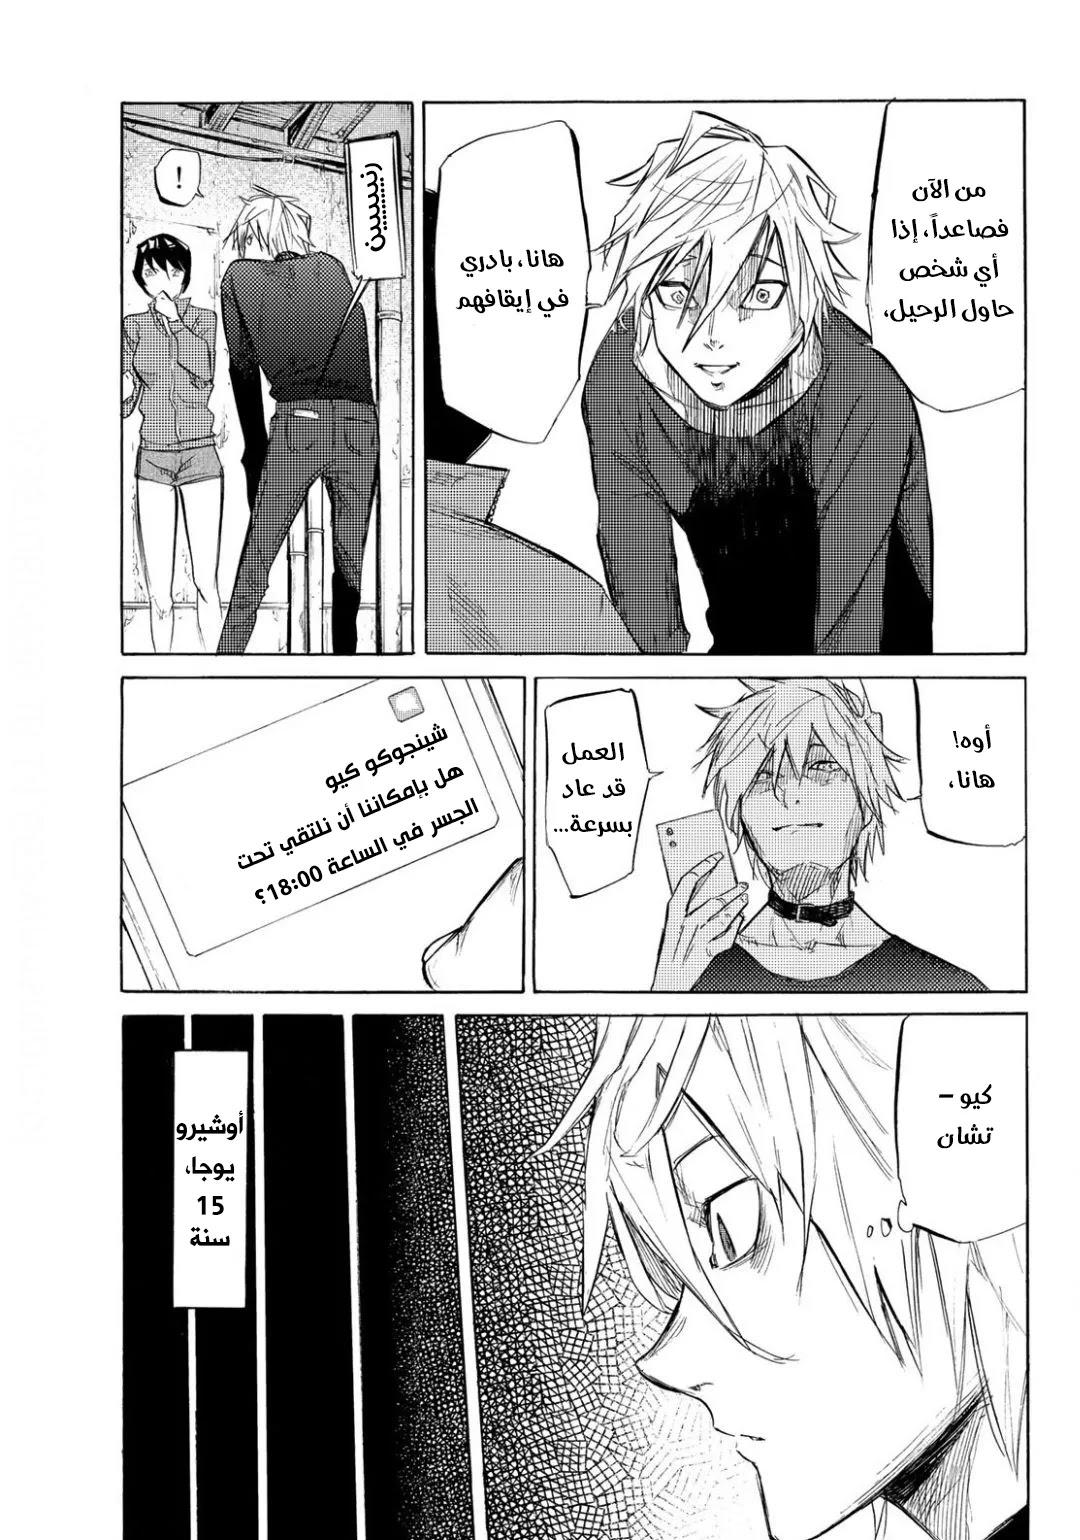 من الآن
فصاعداً، إذا
أي شخص
حاول الرحيل،
هانا، بادري
في إيقافهم
رنيييييين
!
أوه!
هانا،
العمل
قد عاد
بسرعة...
شينجوكو كيو
هل بإمكاننا أن نلتقي تحت
الجسر في الساعة 18:00؟
كيو –
تشان
أوشيرو
يوجا،
15
سنة